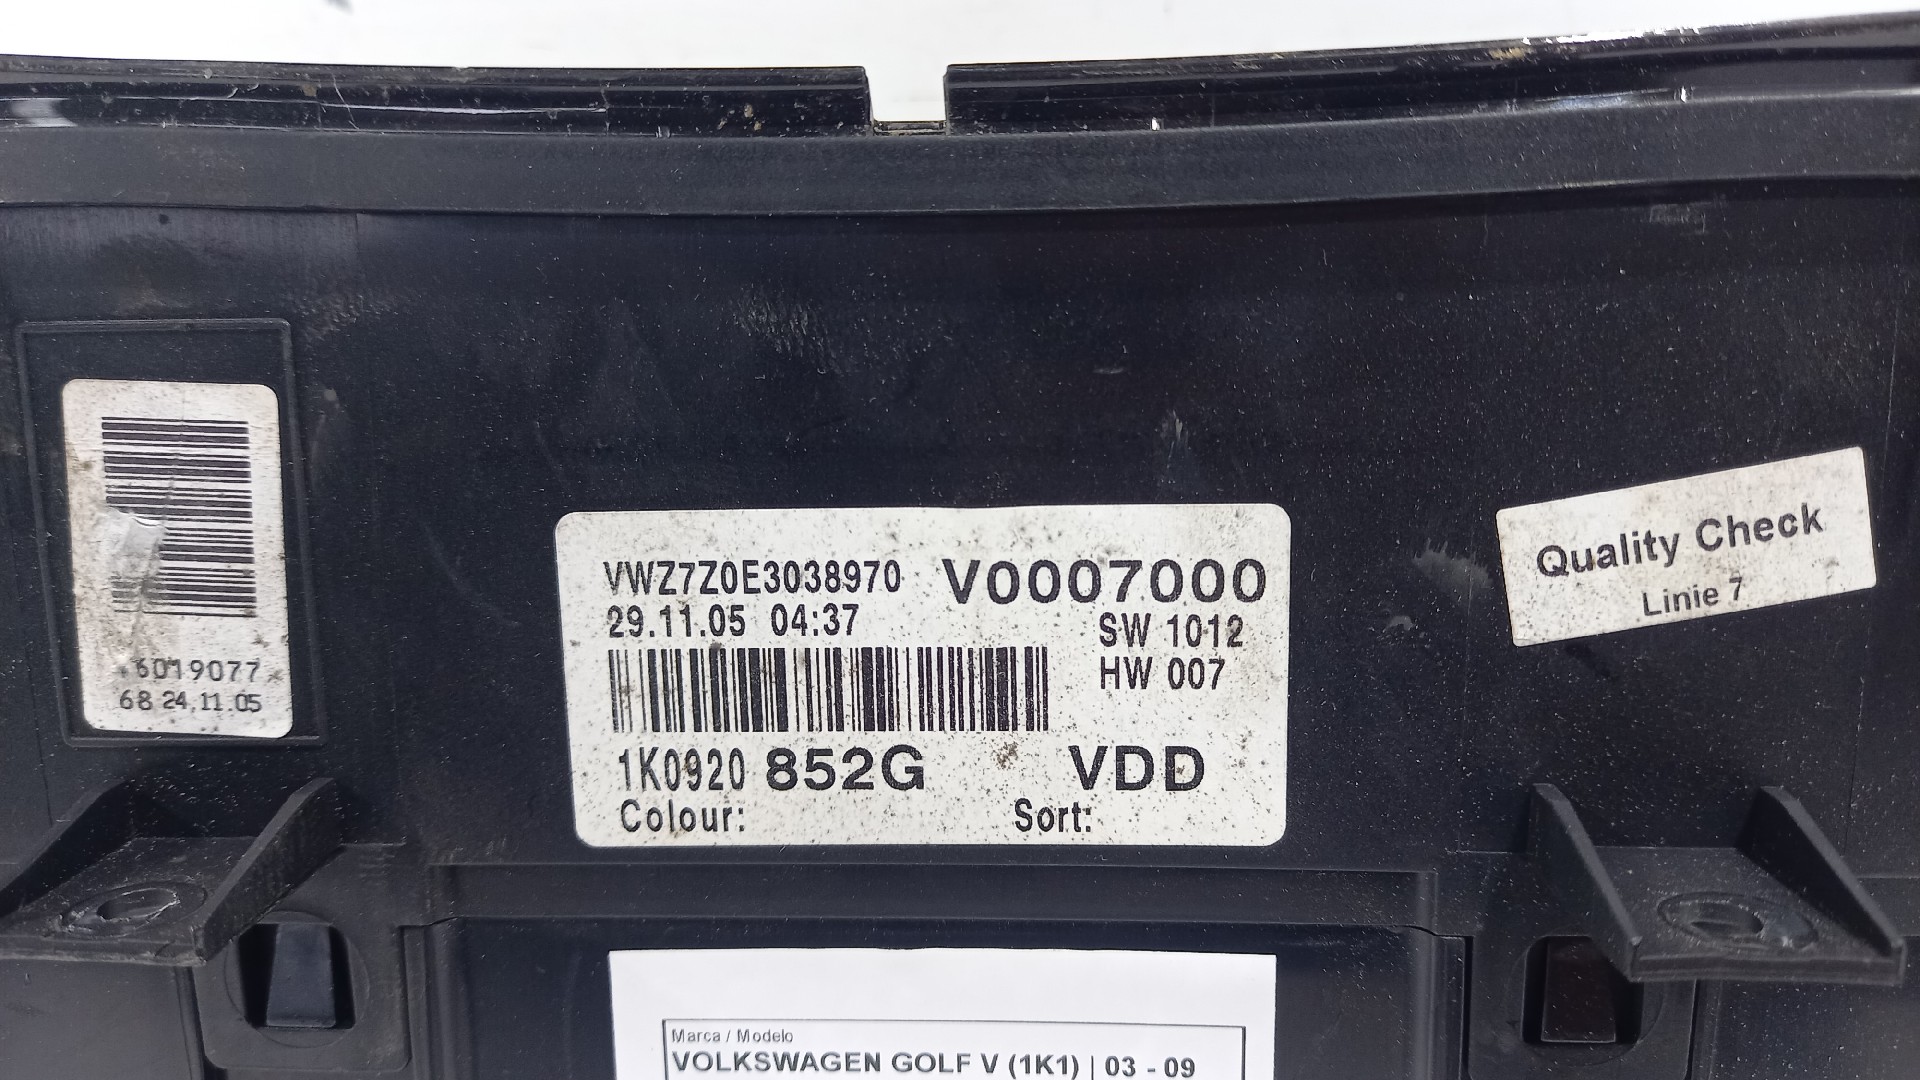 6019077
68 24.11.05
VWZ7Z0E3038970 V0007000
29.11.05 04:37 SW 1012
HW 007
1K0920 852G VDD
Colour: Sort:
Quality Check
Linie 7
Marca / Modelo
VOLKSWAGEN GOLF V (1K1) | 03 - 09